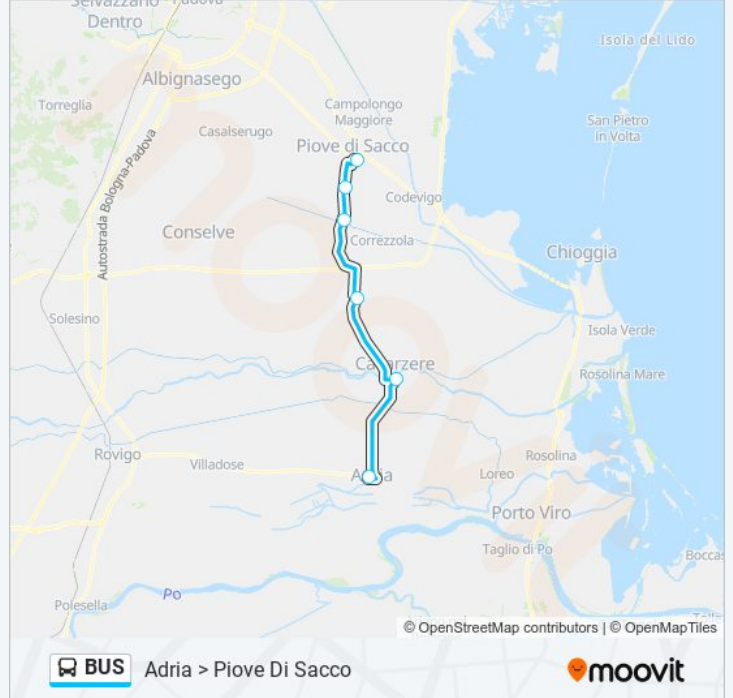 Selvazzano
Dentro
Padova
Isola del Lido
Albignasego
Torreglia
Campolongo
Maggiore
San Pietro
in Volta
Casalserugo
Piove di Sacco
Autostrada Bologna-Padova
Codevigo
Conselve
Correzzola
Chioggia
Solesino
Isola Verde
Cavarzere
Rosolina Mare
Rovigo
Villadose
Rosolina
Adria
Loreo
Porto Viro
Taglio di Po
Boccas
Polesella
Po
© OpenStreetMap contributors | © OpenMapTiles
BUS
Adria > Piove Di Sacco
moovit